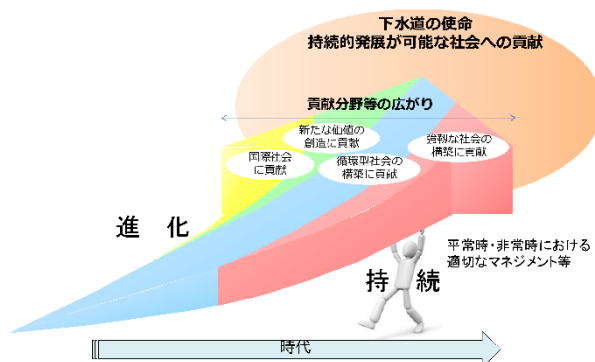 下水道の使命
持続的発展が可能な社会への貢献
貢献分野等の広がり
新たな価値の
創造に貢献
強靱な社会の
構築に貢献
国際社会
に貢献
循環型社会の
構築に貢献
進 化
持 続
平常時・非常時における
適切なマネジメント等
時代